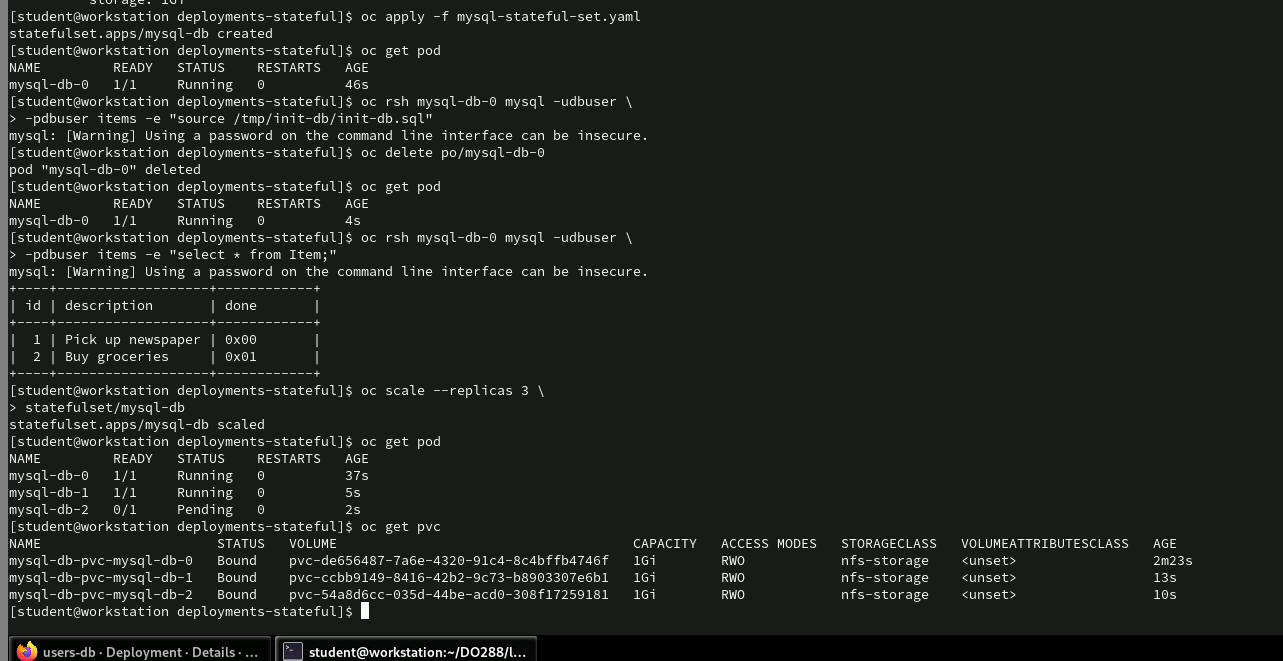 storage: 1Gi
[student@workstation deployments-stateful]$ oc apply -f mysql-stateful-set.yaml
statefulset.apps/mysql-db created
[student@workstation deployments-stateful]$ oc get pod
NAME         READY   STATUS    RESTARTS   AGE
mysql-db-0   1/1     Running   0          46s
[student@workstation deployments-stateful]$ oc rsh mysql-db-0 mysql -udbuser \
> -pdbuser items -e "source /tmp/init-db/init-db.sql"
mysql: [Warning] Using a password on the command line interface can be insecure.
[student@workstation deployments-stateful]$ oc delete po/mysql-db-0
pod "mysql-db-0" deleted
[student@workstation deployments-stateful]$ oc get pod
NAME         READY   STATUS    RESTARTS   AGE
mysql-db-0   1/1     Running   0          4s
[student@workstation deployments-stateful]$ oc rsh mysql-db-0 mysql -udbuser \
> -pdbuser items -e "select * from Item;"
mysql: [Warning] Using a password on the command line interface can be insecure.
+----+-------------------+------------+
| id | description       | done       |
+----+-------------------+------------+
|  1 | Pick up newspaper | 0x00       |
|  2 | Buy groceries     | 0x01       |
+----+-------------------+------------+
[student@workstation deployments-stateful]$ oc scale --replicas 3 \
> statefulset/mysql-db
statefulset.apps/mysql-db scaled
[student@workstation deployments-stateful]$ oc get pod
NAME         READY   STATUS    RESTARTS   AGE
mysql-db-0   1/1     Running   0          37s
mysql-db-1   1/1     Running   0          5s
mysql-db-2   0/1     Pending   0          2s
[student@workstation deployments-stateful]$ oc get pvc
NAME                      STATUS   VOLUME                                     CAPACITY   ACCESS MODES   STORAGECLASS   VOLUMEATTRIBUTESCLASS   AGE
mysql-db-pvc-mysql-db-0   Bound    pvc-de656487-7a6e-4320-91c4-8c4bffb4746f   1Gi        RWO            nfs-storage    <unset>                 2m23s
mysql-db-pvc-mysql-db-1   Bound    pvc-ccbb9149-8416-42b2-9c73-b8903307e6b1   1Gi        RWO            nfs-storage    <unset>                 13s
mysql-db-pvc-mysql-db-2   Bound    pvc-54a8d6cc-035d-44be-acd0-308f17259181   1Gi        RWO            nfs-storage    <unset>                 10s
[student@workstation deployments-stateful]$
users-db · Deployment · Details · ...
student@workstation:~/DO288/l...